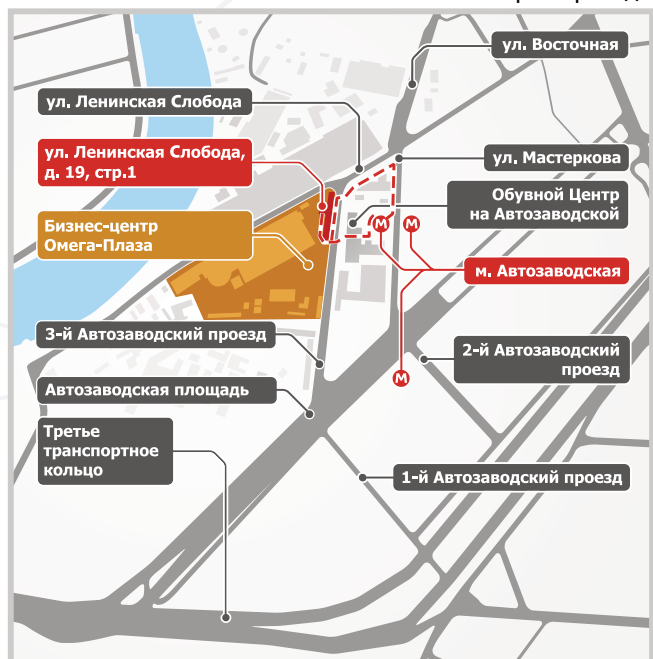 ул. Восточная
ул. Ленинская Слобода
ул. Ленинская Слобода,
д. 19, стр.1
ул. Мастеркова
Обувной Центр
на Автозаводской
Бизнес-центр
Омега-Плаза
М
М
м. Автозаводская
3-й Автозаводский проезд
2-й Автозаводский
проезд
М
Автозаводская площадь
Третье
транспортное
кольцо
1-й Автозаводский проезд